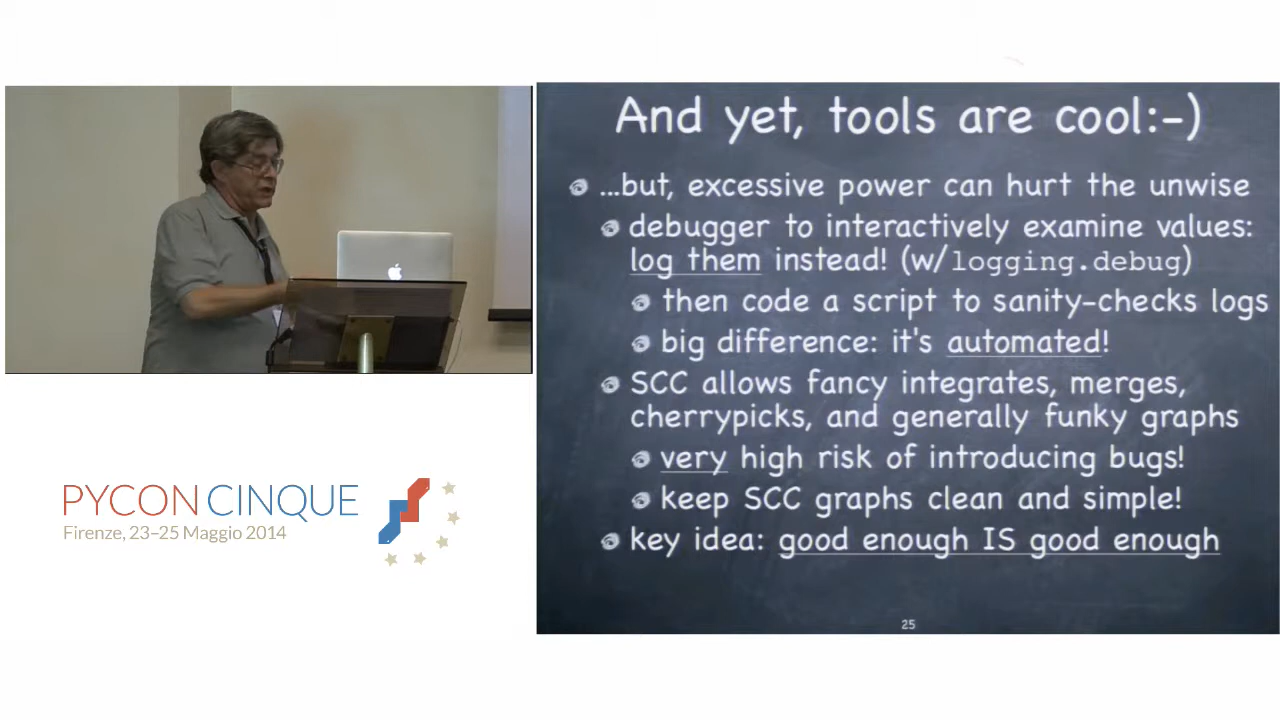 And yet, tools are cool:-)
...but, excessive power can hurt the unwise
debugger to interactively examine values:
log them instead! (w/logging.debug)
then code a script to sanity-checks logs
big difference: it's automated!
SCC allows fancy integrates, merges,
cherrypicks, and generally funky graphs
very high risk of introducing bugs!
keep SCC graphs clean and simple!
key idea: good enough IS good enough
25
PYCON CINQUE
Firenze, 23–25 Maggio 2014